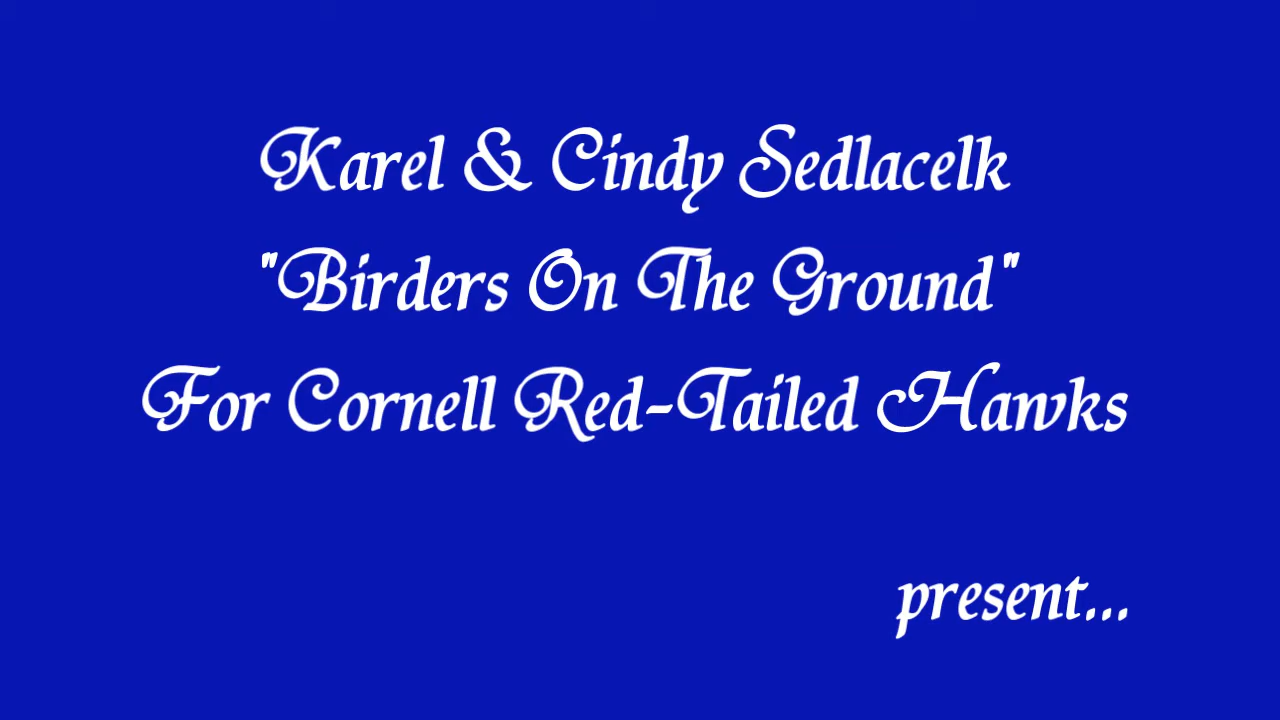 Karel & Cindy Sedlacelk
"Birders On The Ground"
For Cornell Red-Tailed Hawks
present...